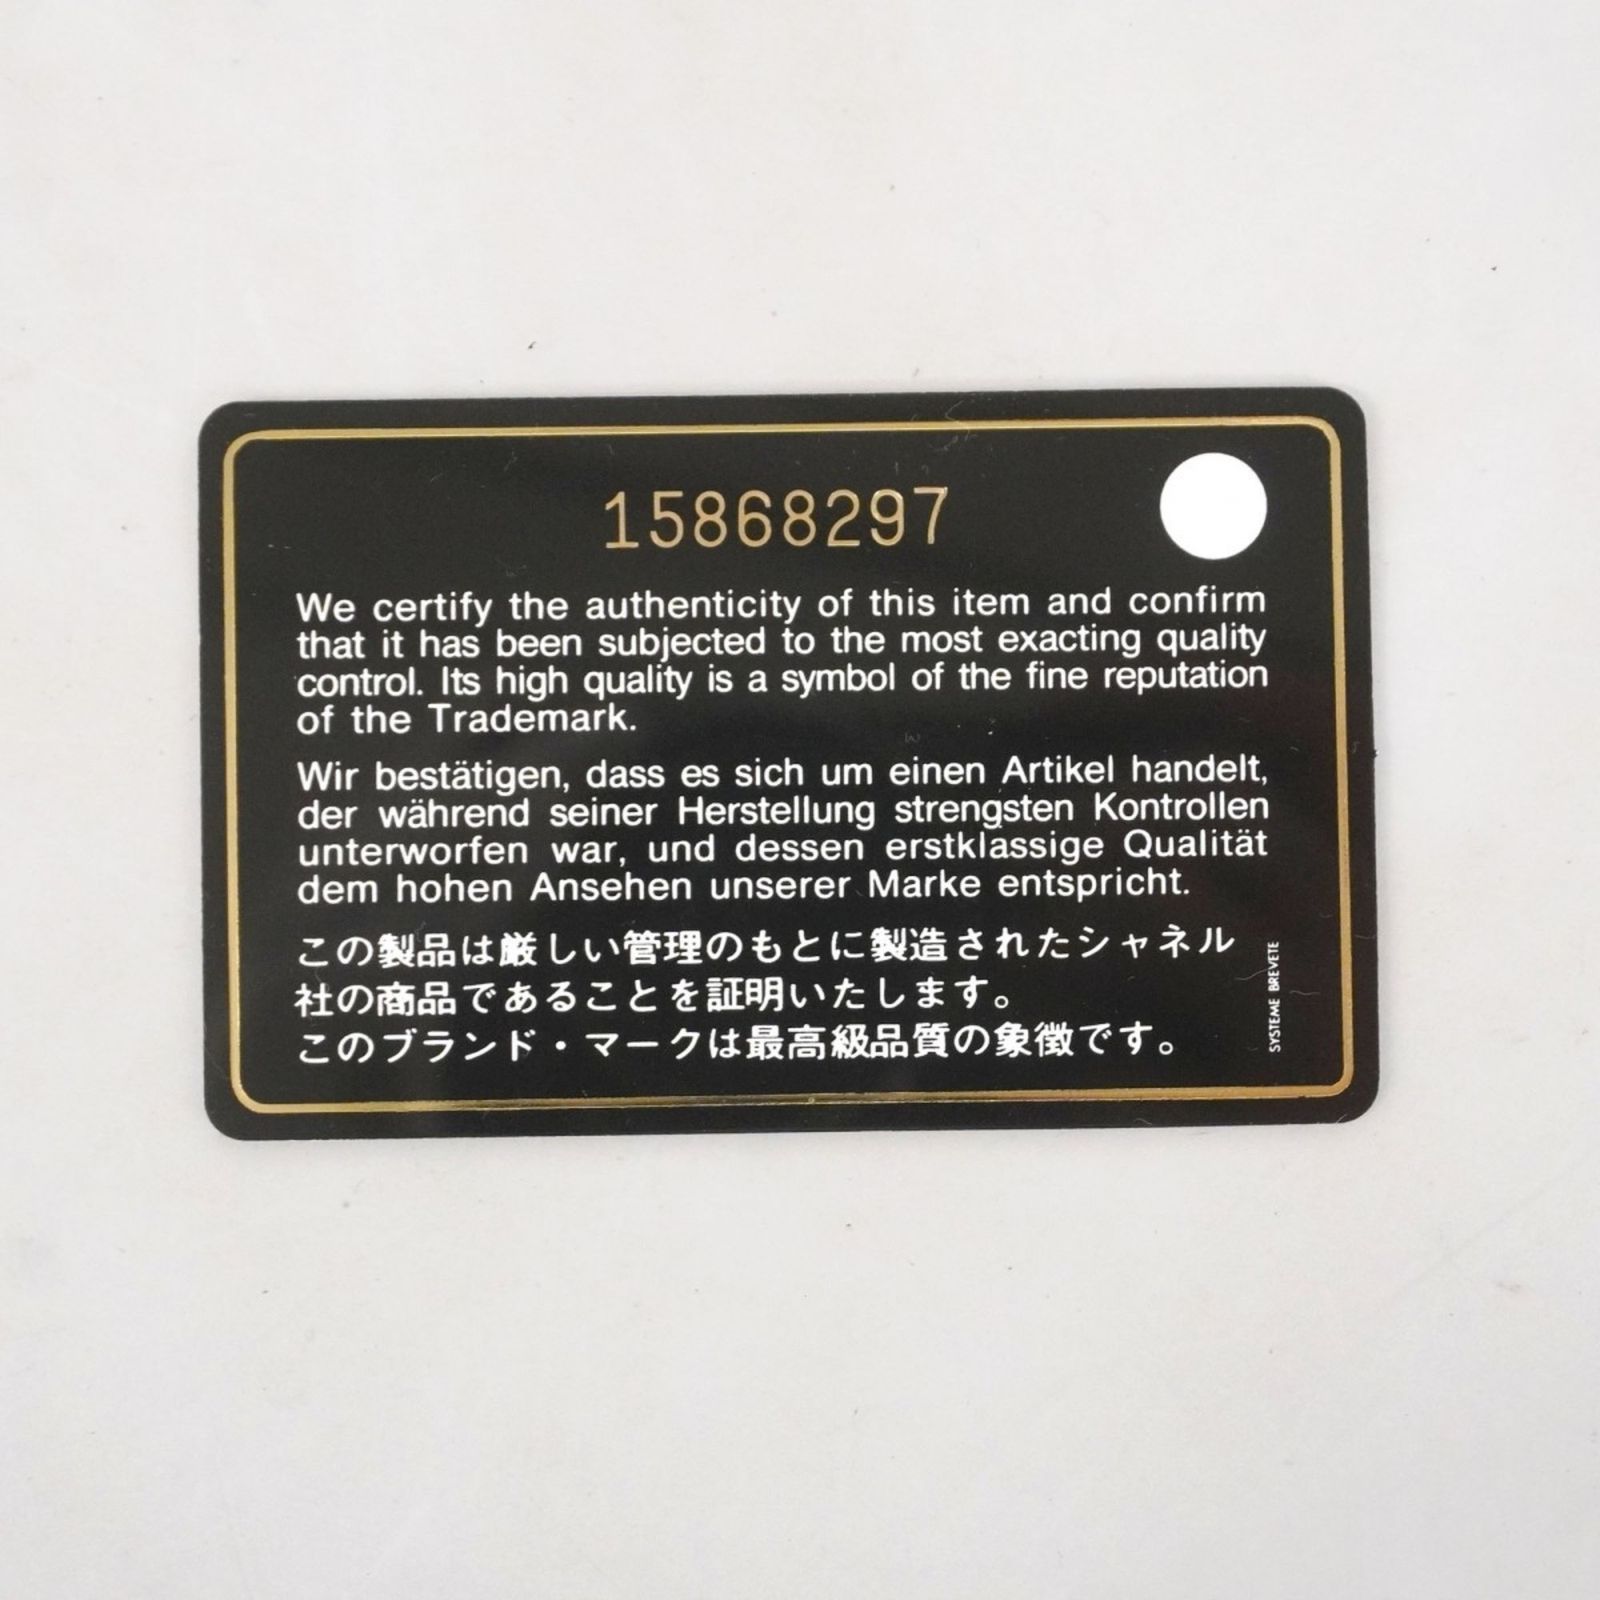 15868297
We certify the authenticity of this item and confirm
that it has been subjected to the most exacting quality
control. Its high quality is a symbol of the fine reputation
of the Trademark.
Wir bestätigen, dass es sich um einen Artikel handelt,
der während seiner Herstellung strengsten Kontrollen
unterworfen war, und dessen erstklassige Qualität
dem hohen Ansehen unserer Marke entspricht.
この製品は厳しい管理のもとに製造されたシャネル
社の商品であることを証明いたします。
このブランド・マークは最高級品質の象徴です。
SYSTEME BREVETE